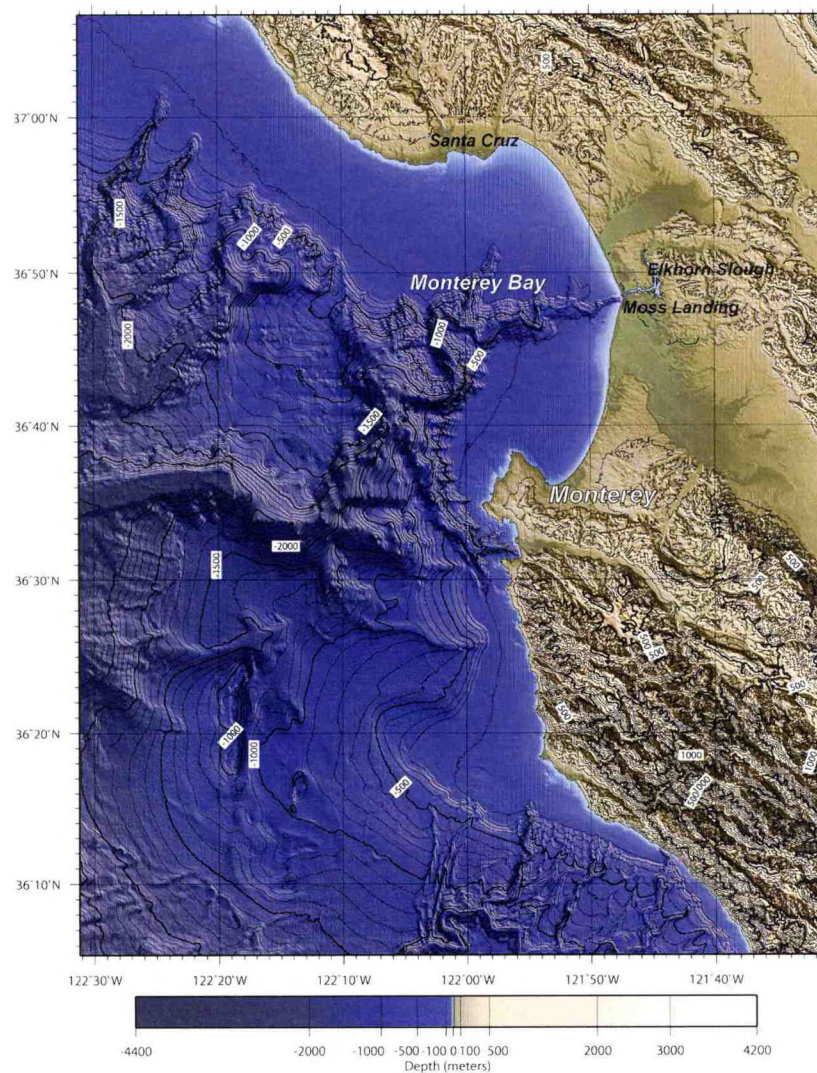 500
37°00'N
Santa Cruz
-1500
-1000
-500
36°50'N
Elkhorn Slough
Monterey Bay
Moss Landing
-2000
-1000
-500
36°40'N
-1500
Monterey
-2000
-1500
36°30'N
500
500
500
500
500
500
36°20'N
-1000
-1000
1000
1000
-500
500
1000
36°10'N
122°30'W 122°20'W 122°10'W 122°00'W 121°50'W 121°40'W
-4400 -2000 -1000 -500 -100 0 100 500 2000 3000 4200
Depth (meters)